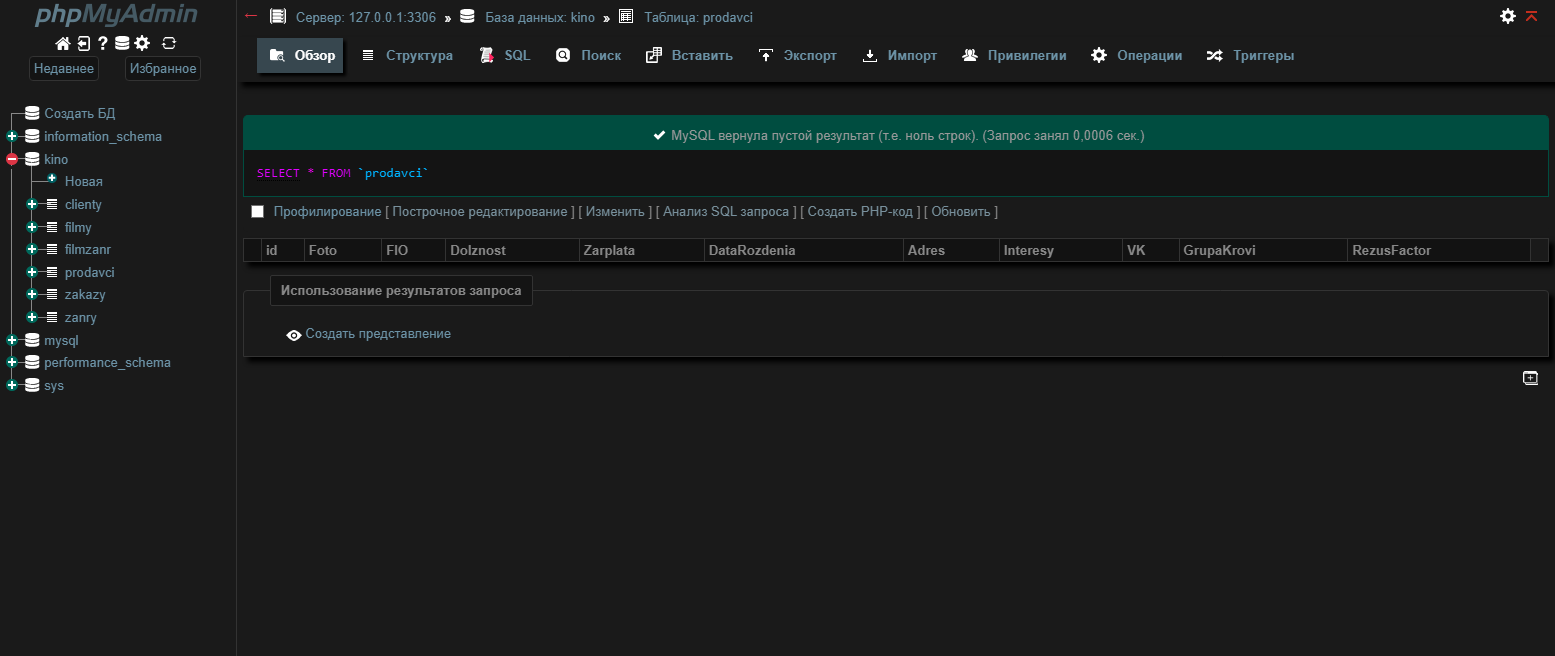 phpMyAdmin
Недавнее Избранное
Создать БД
information_schema
kino
Новая
clienty
filmy
filmzanr
prodavci
zakazy
zanry
mysql
performance_schema
sys
← Сервер: 127.0.0.1:3306 » База данных: kino » Таблица: prodavci
Обзор Структура SQL Поиск Вставить Экспорт Импорт Привилегии Операции Триггеры
MySQL вернула пустой результат (т.е. ноль строк). (Запрос занял 0,0006 сек.)
SELECT * FROM `prodavci`
Профилирование [ Построчное редактирование ] [ Изменить ] [ Анализ SQL запроса ] [ Создать PHP-код ] [ Обновить ]
id Foto FIO Dolznost Zarplata DataRozdenia Adres Interesy VK GrupaKrovi RezusFactor
Использование результатов запроса
Создать представление